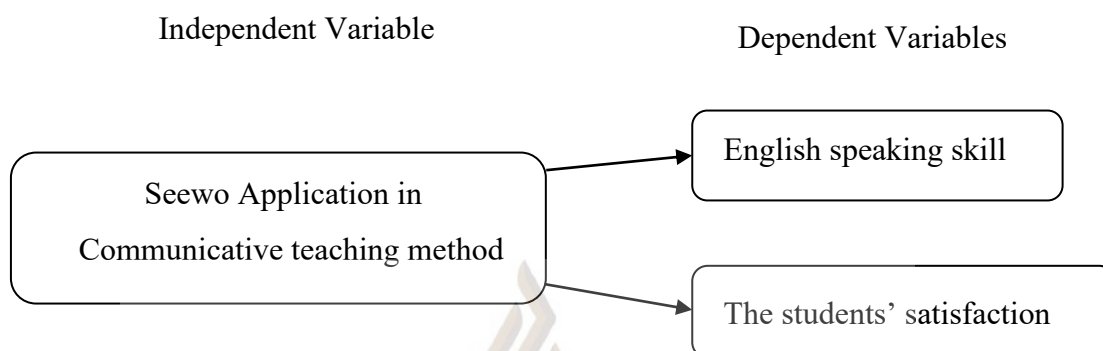 Independent Variable
Dependent Variables
Seewo Application in
Communicative teaching method
English speaking skill
The students’ satisfaction